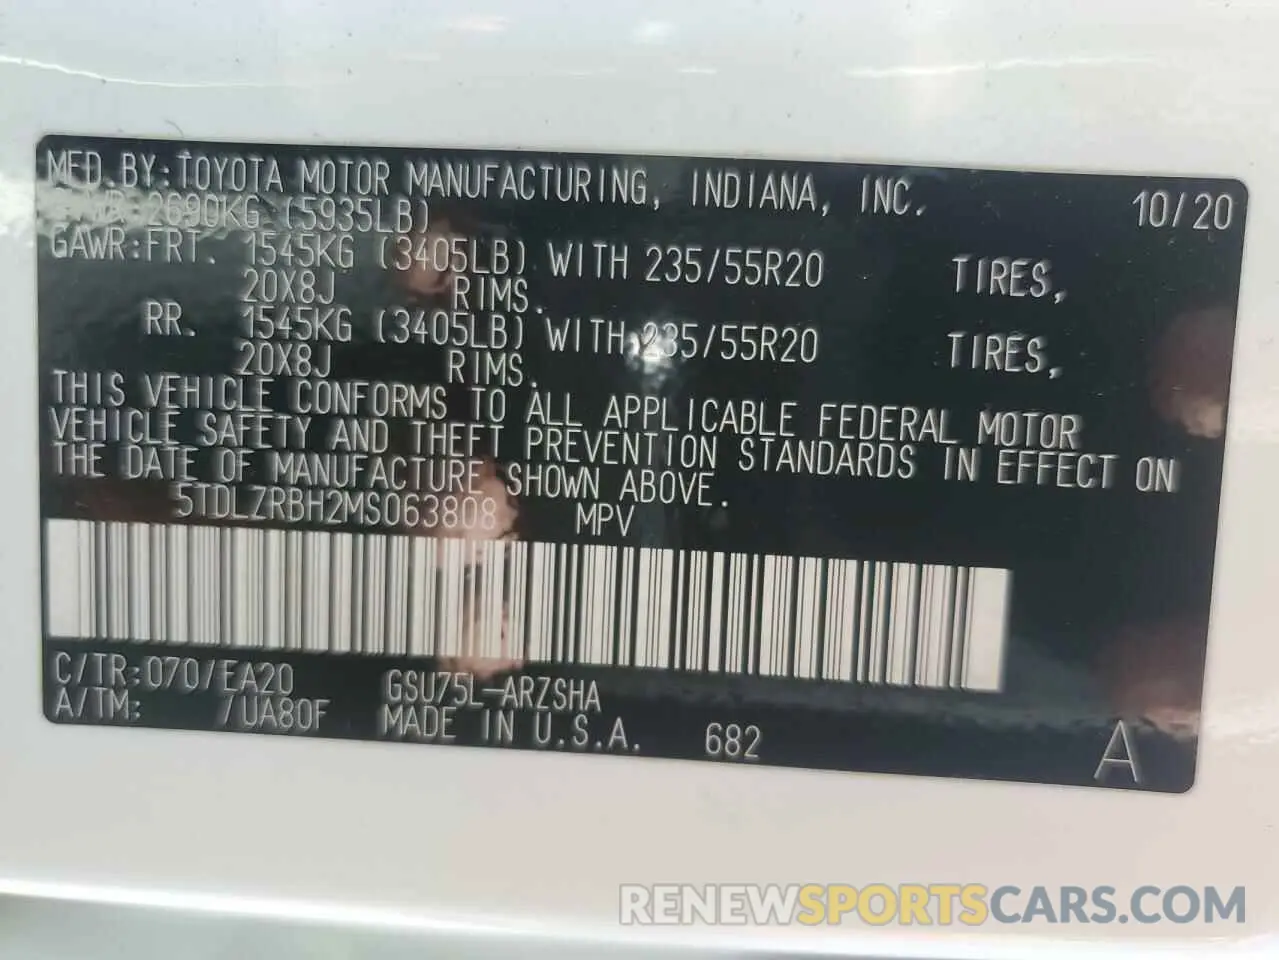 MFD.BY:TOYOTA MOTOR MANUFACTURING, INDIANA, INC. 10/20
GVWR 2690KG (5935LB)
GAWR:FRT. 1545KG (3405LB) WITH 235/55R20 TIRES,
20X8J RIMS.
RR. 1545KG (3405LB) WITH 235/55R20 TIRES,
20X8J RIMS.
THIS VEHICLE CONFORMS TO ALL APPLICABLE FEDERAL MOTOR
VEHICLE SAFETY AND THEFT PREVENTION STANDARDS IN EFFECT ON
THE DATE OF MANUFACTURE SHOWN ABOVE.
5TDLZRBH2MS063808 MPV
C/TR:070/EA20 GSU75L-ARZSHA
A/TM: /UA80F MADE IN U.S.A. 682 A
RENEWSPORTSCARS.COM - 2020